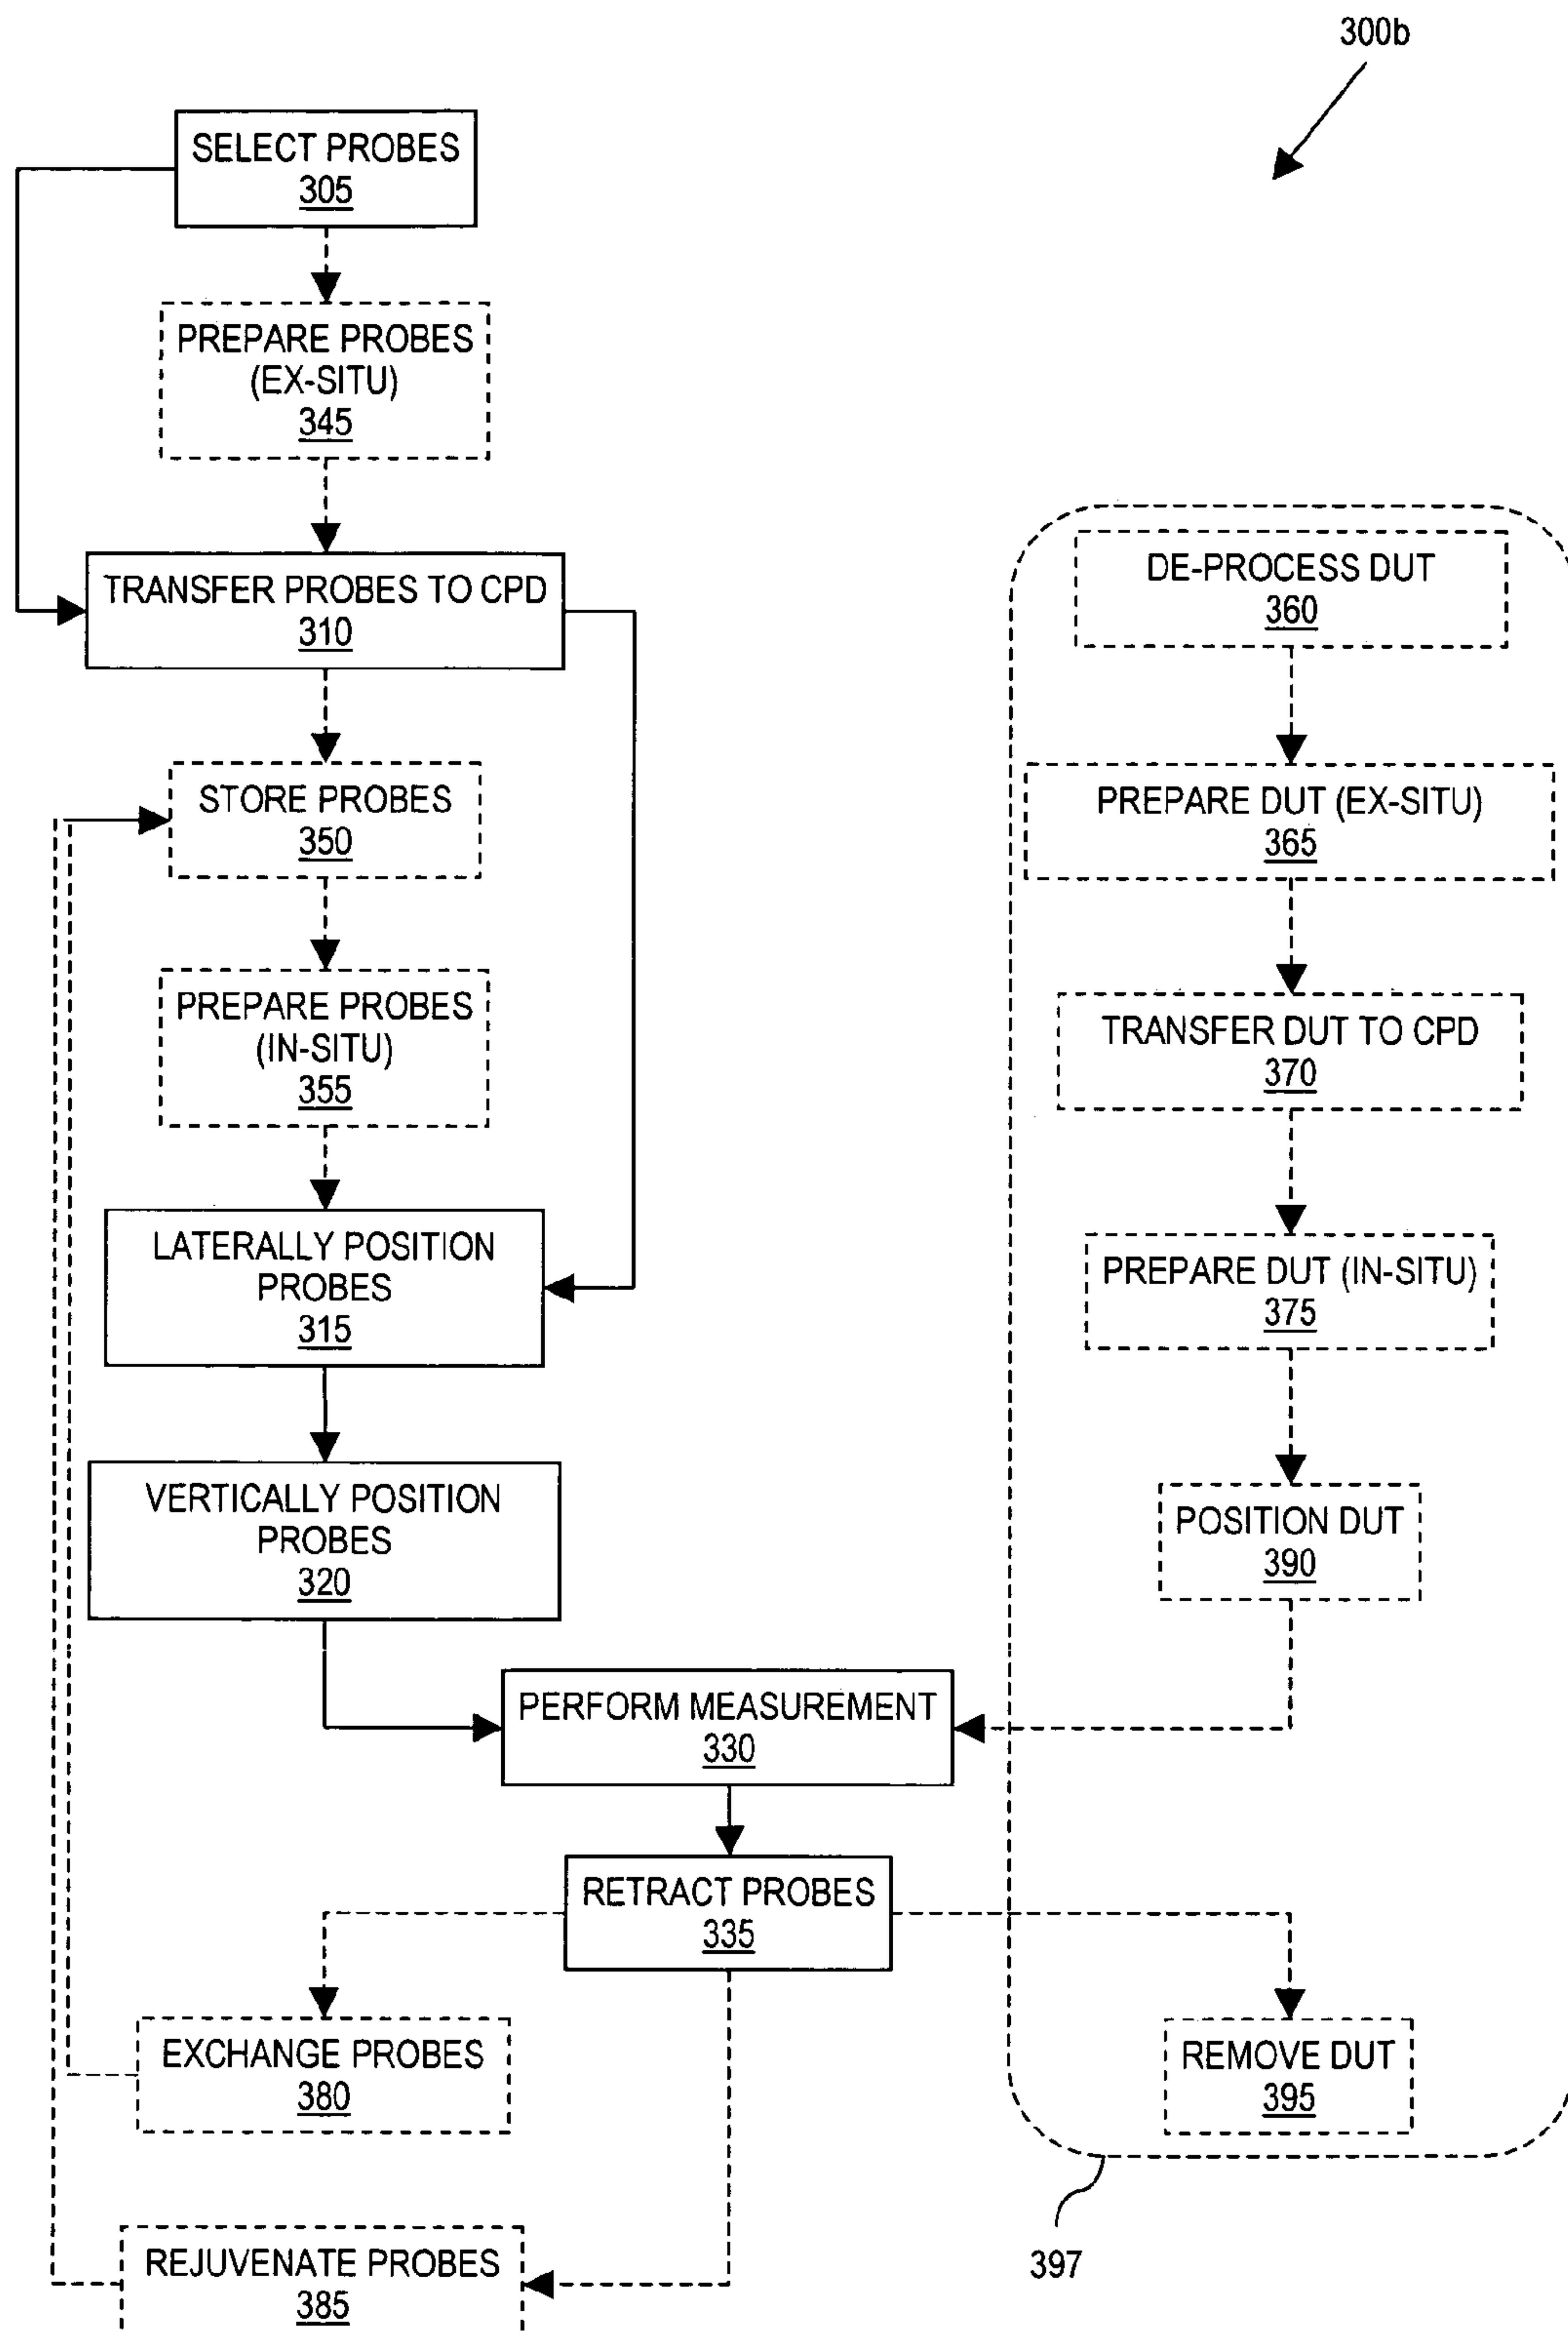 300b
SELECT PROBES
305
PREPARE PROBES
(EX-SITU)
345
TRANSFER PROBES TO CPD
310
STORE PROBES
350
PREPARE PROBES
(IN-SITU)
355
LATERALLY POSITION
PROBES
315
VERTICALLY POSITION
PROBES
320
DE-PROCESS DUT
360
PREPARE DUT (EX-SITU)
365
TRANSFER DUT TO CPD
370
PREPARE DUT (IN-SITU)
375
POSITION DUT
390
PERFORM MEASUREMENT
330
RETRACT PROBES
335
EXCHANGE PROBES
380
REMOVE DUT
395
REJUVENATE PROBES
385
397